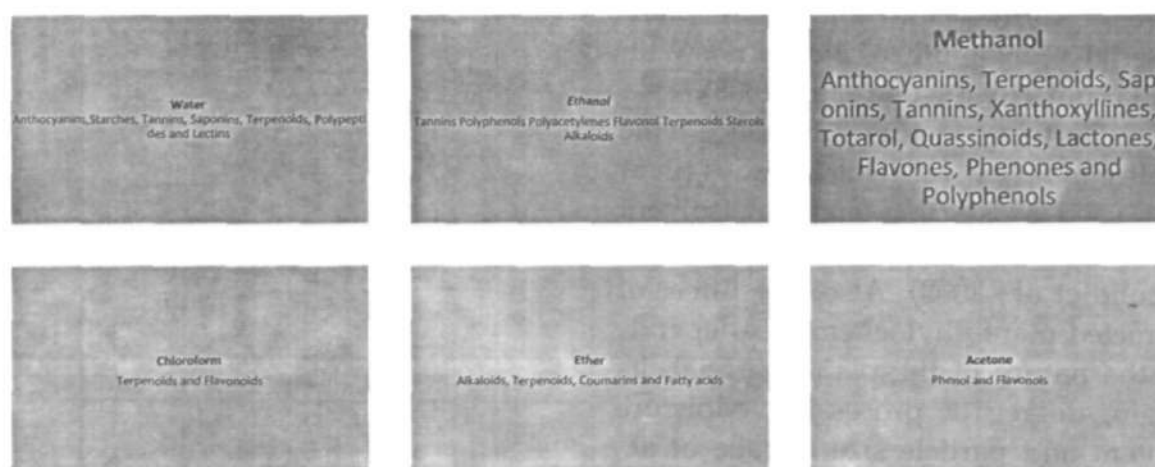 Water
Anthocyanins,Starches, Tannins, Saponins, Terpenoids, Polypepti
des and Lectins
Ethanol
Tannins Polyphenols Polyacetylenes Flavonol Terpenoids Sterols
Alkaloids
Methanol
Anthocyanins, Terpenoids, Sap
onins, Tannins, Xanthoxyllines,
Totarol, Quassinoids, Lactones,
Flavones, Phenones and
Polyphenols
Chloroform
Terpenoids and Flavonoids
Ether
Alkaloids, Terpenoids, Coumarins and Fatty acids
Acetone
Phenol and Flavonols